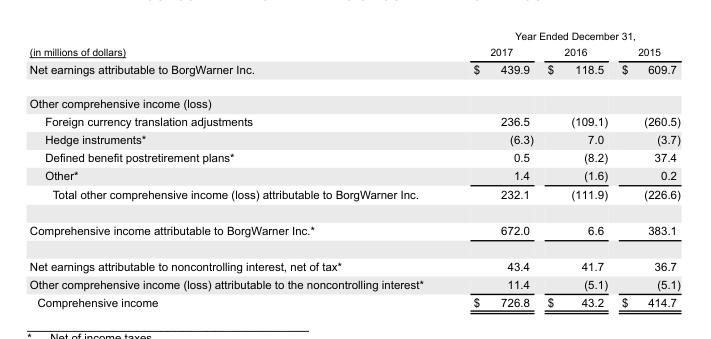 Year Ended December 31,
(in millions of dollars) 2017 2016 2015
Net earnings attributable to BorgWarner Inc. $ 439.9 $ 118.5 $ 609.7
Other comprehensive income (loss)
Foreign currency translation adjustments 236.5 (109.1) (260.5)
Hedge instruments* (6.3) 7.0 (3.7)
Defined benefit postretirement plans* 0.5 (8.2) 37.4
Other* 1.4 (1.6) 0.2
Total other comprehensive income (loss) attributable to BorgWarner Inc. 232.1 (111.9) (226.6)
Comprehensive income attributable to BorgWarner Inc.* 672.0 6.6 383.1
Net earnings attributable to noncontrolling interest, net of tax* 43.4 41.7 36.7
Other comprehensive income (loss) attributable to the noncontrolling interest* 11.4 (5.1) (5.1)
Comprehensive income $ 726.8 $ 43.2 $ 414.7
* Net of income taxes